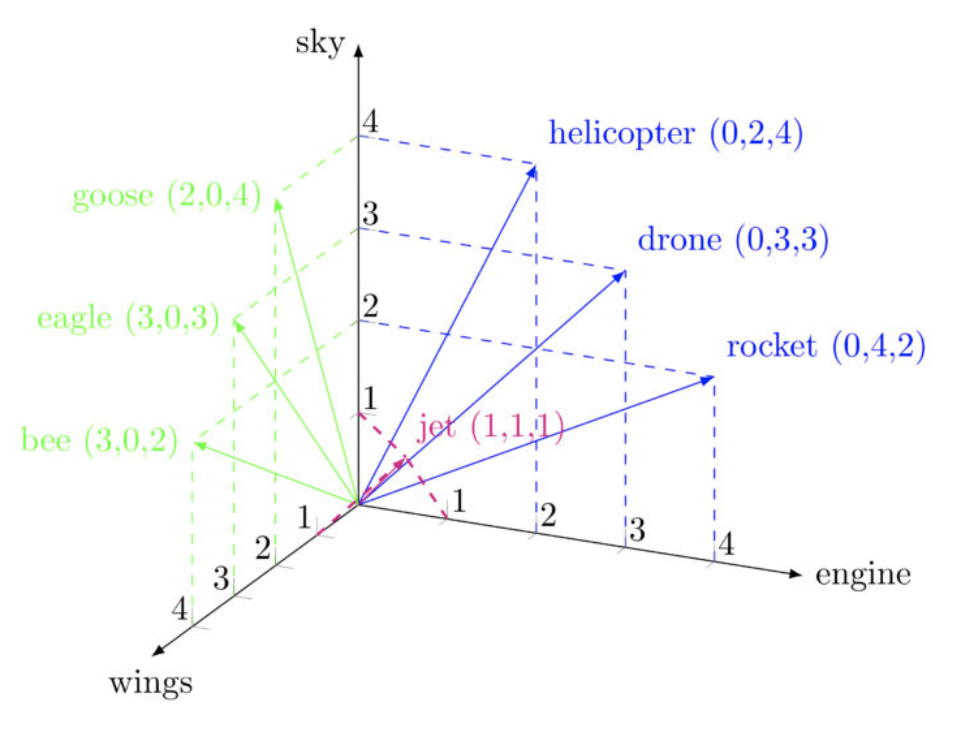 sky
4
helicopter (0,2,4)
goose (2,0,4)
3
drone (0,3,3)
eagle (3,0,3)
2
rocket (0,4,2)
1
jet (1,1,1)
bee (3,0,2)
1
1
2
2
3
3
4
4
engine
wings